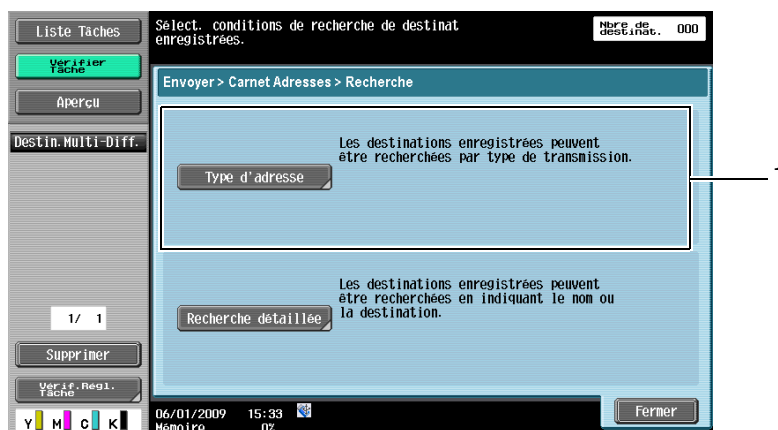 Liste Tâches
Vérifier
Tâche
Aperçu
Destin.Multi-Diff.
1/ 1
Supprimer
Vérif.Régl.
Tâche
Y M C K
Sélect. conditions de recherche de destinat
enregistrées.
Nbre de
destinat. 000
Envoyer > Carnet Adresses > Recherche
Les destinations enregistrées peuvent
être recherchées par type de transmission.
Type d'adresse
Les destinations enregistrées peuvent
être recherchées en indiquant le nom ou
la destination.
Recherche détaillée
06/01/2009 15:33
Mémoire 0%
Fermer